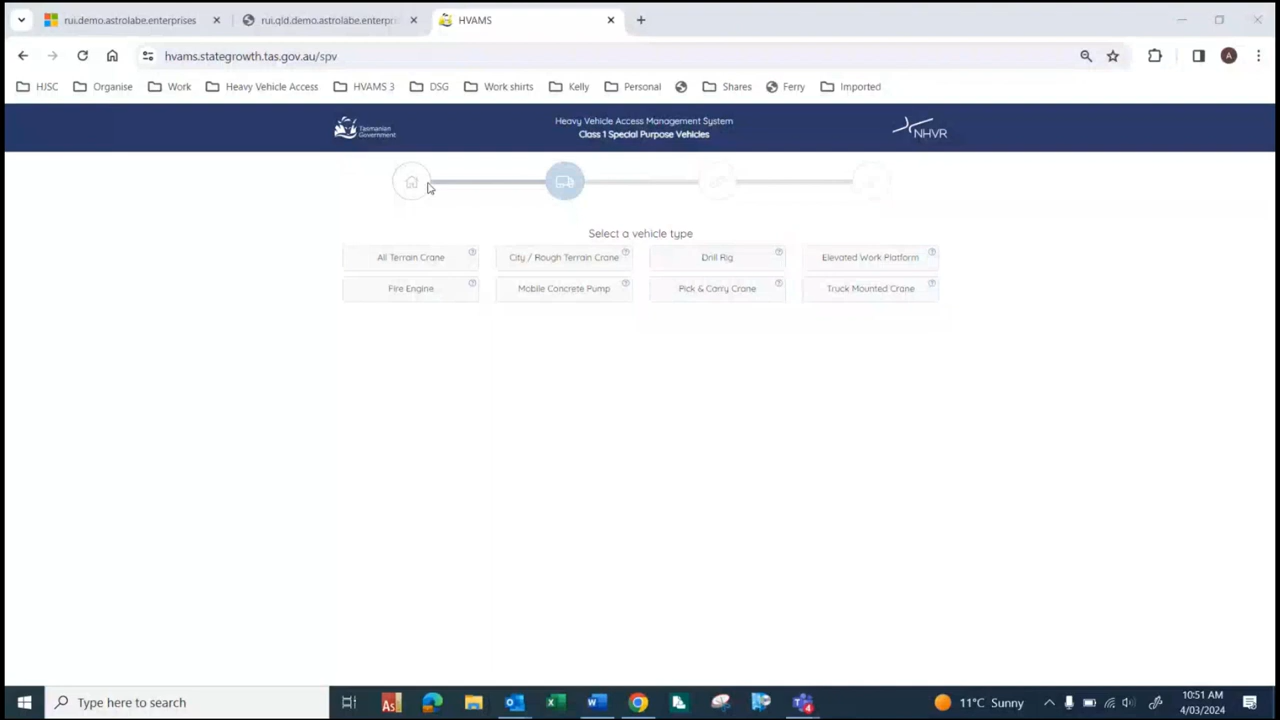 rui.demo.astrolabe.enterprises
rui.qld.demo.astrolabe.enterpri
HVAMS
hvams.stategrowth.tas.gov.au/spv
A
HJSC
Organise
Work
Heavy Vehicle Access
HVAMS 3
DSG
Work shirts
Kelly
Personal
Shares
Ferry
Imported
Tasmanian
Government
Heavy Vehicle Access Management System
Class 1 Special Purpose Vehicles
NHVR
Select a vehicle type
All Terrain Crane
City / Rough Terrain Crane
Drill Rig
Elevated Work Platform
Fire Engine
Mobile Concrete Pump
Pick & Carry Crane
Truck Mounted Crane
Type here to search
As
4
11°C Sunny
10:51 AM
4/03/2024